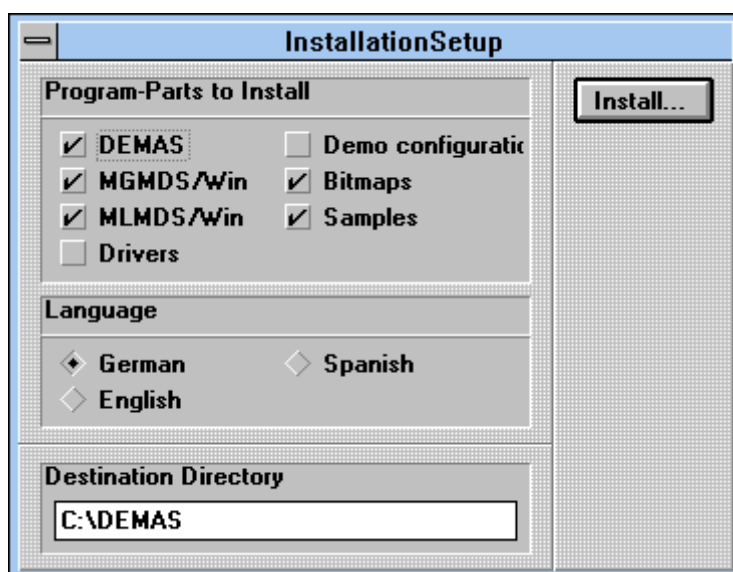 InstallationSetup
Program-Parts to Install
Install...
DEMAS
Demo configuratic
MGMDS/Win
Bitmaps
MLMDS/Win
Samples
Drivers
Language
German
Spanish
English
Destination Directory
C:\DEMAS